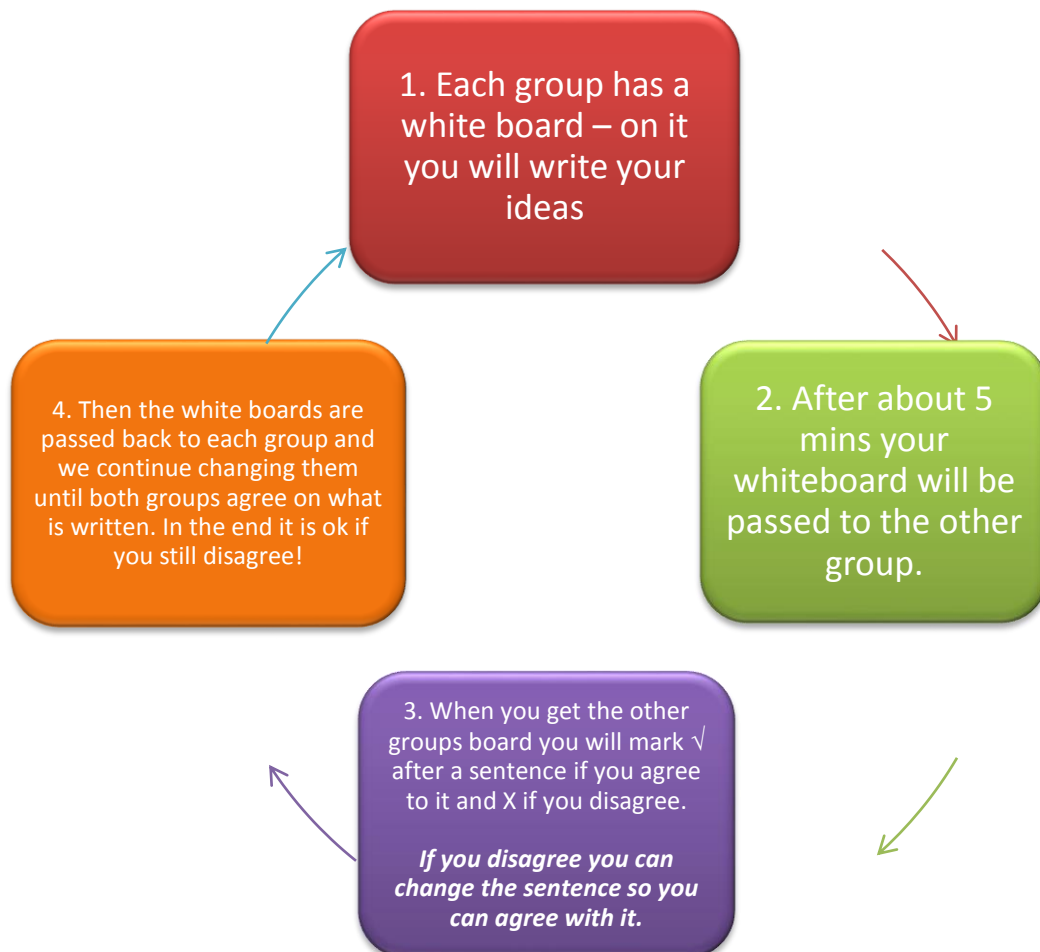 1. Each group has a
white board – on it
you will write your
ideas
2. After about 5
mins your
whiteboard will be
passed to the other
group.
3. When you get the other
groups board you will mark √
after a sentence if you agree
to it and X if you disagree.
If you disagree you can
change the sentence so you
can agree with it.
4. Then the white boards are
passed back to each group and
we continue changing them
until both groups agree on what
is written. In the end it is ok if
you still disagree!